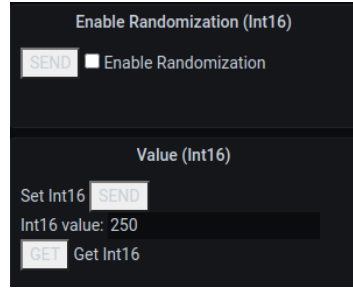 Enable Randomization (Int16)
SEND Enable Randomization
Value (Int16)
Set Int16 SEND
Int16 value: 250
GET Get Int16